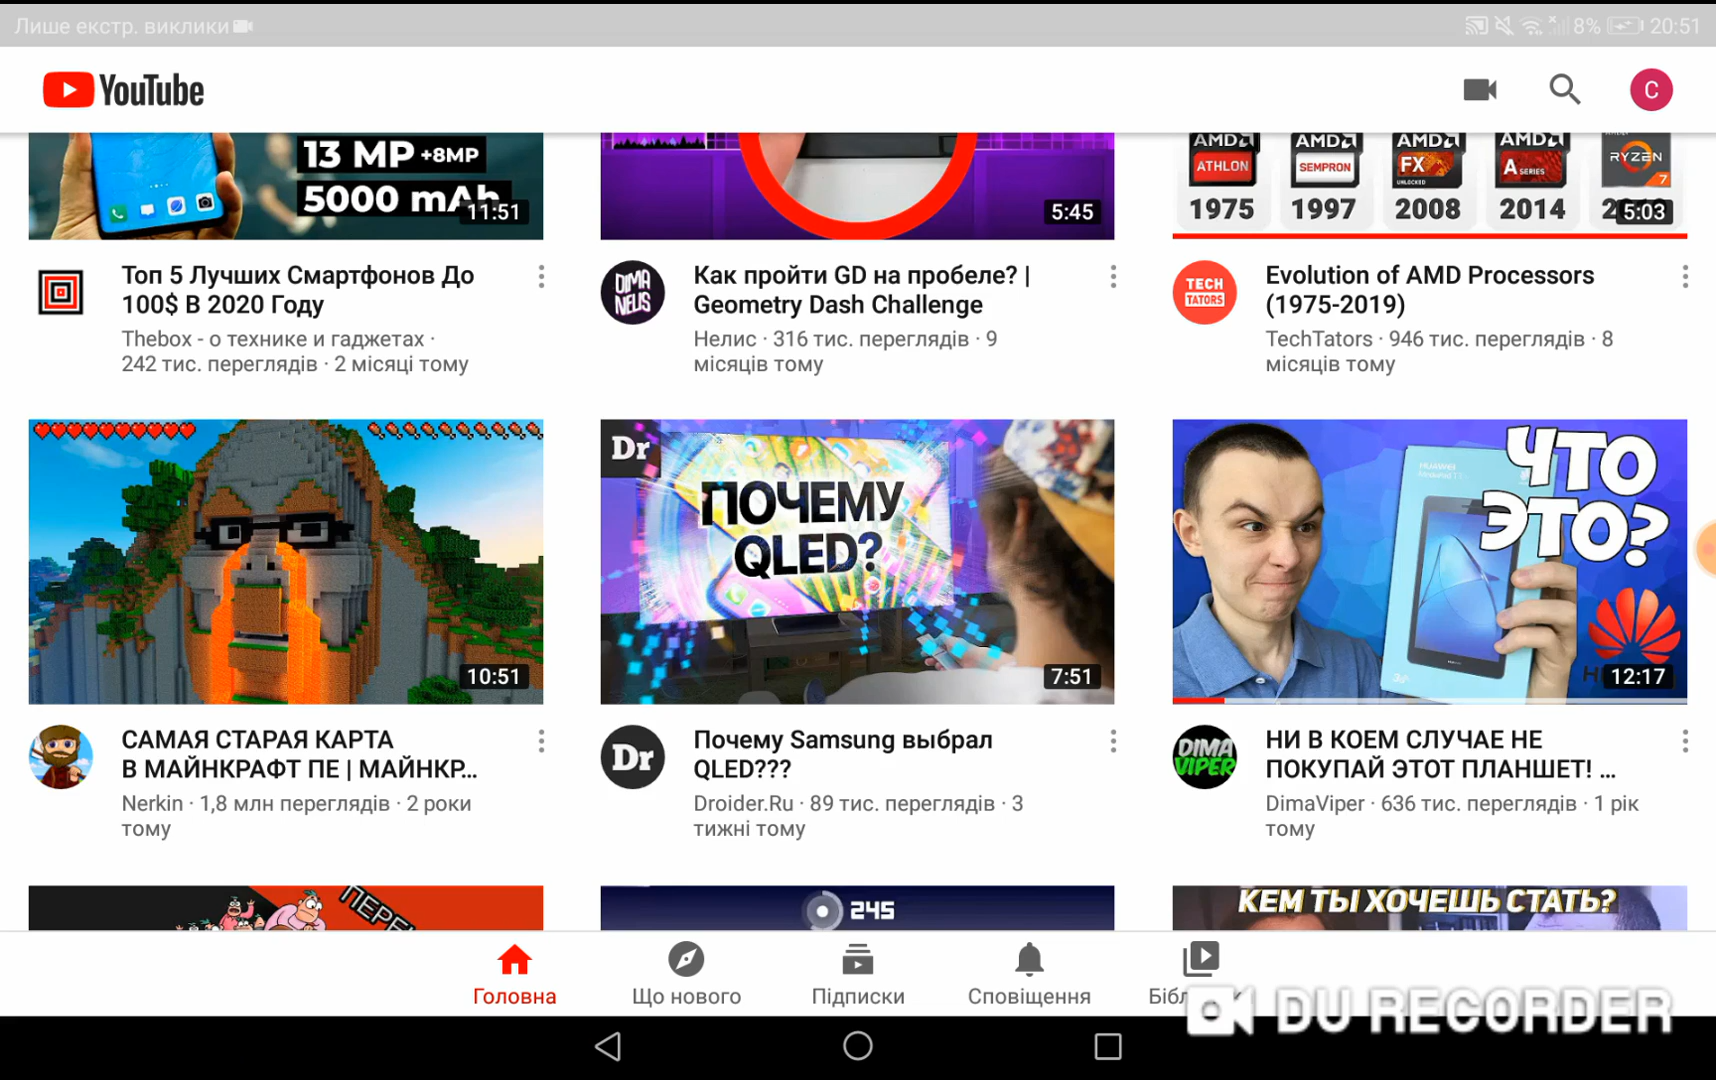 Лише екстр. виклики
8% 20:51
YouTube
C
13 MP +8MP
5000 mAh
11:51
5:45
AMD AMD AMD AMD AMD
ATHLON SEMPRON FX UNLOCKED A SERIES RYZEN 7
1975 1997 2008 2014
5:03
Топ 5 Лучших Смартфонов До
100$ В 2020 Году
Thebox - о технике и гаджетах ·
242 тис. переглядів · 2 місяці тому
DIMA
NELIS
Как пройти GD на пробеле? |
Geometry Dash Challenge
Нелис · 316 тис. переглядів · 9
місяців тому
TECH
TATORS
Evolution of AMD Processors
(1975-2019)
TechTators · 946 тис. переглядів · 8
місяців тому
10:51
Dr
ПОЧЕМУ
QLED?
7:51
HUAWEI
ЧТО
ЭТО?
12:17
САМАЯ СТАРАЯ КАРТА
В МАЙНКРАФТ ПЕ | МАЙНКР...
Nerkin · 1,8 млн переглядів · 2 роки
тому
Dr
Почему Samsung выбрал
QLED???
Droider.Ru · 89 тис. переглядів · 3
тижні тому
DIMA
VIPER
НИ В КОЕМ СЛУЧАЕ НЕ
ПОКУПАЙ ЭТОТ ПЛАНШЕТ! ...
DimaViper · 636 тис. переглядів · 1 рік
тому
245
КЕМ ТЫ ХОЧЕШЬ СТАТЬ?
Головна
Що нового
Підписки
Сповіщення
DU RECORDER